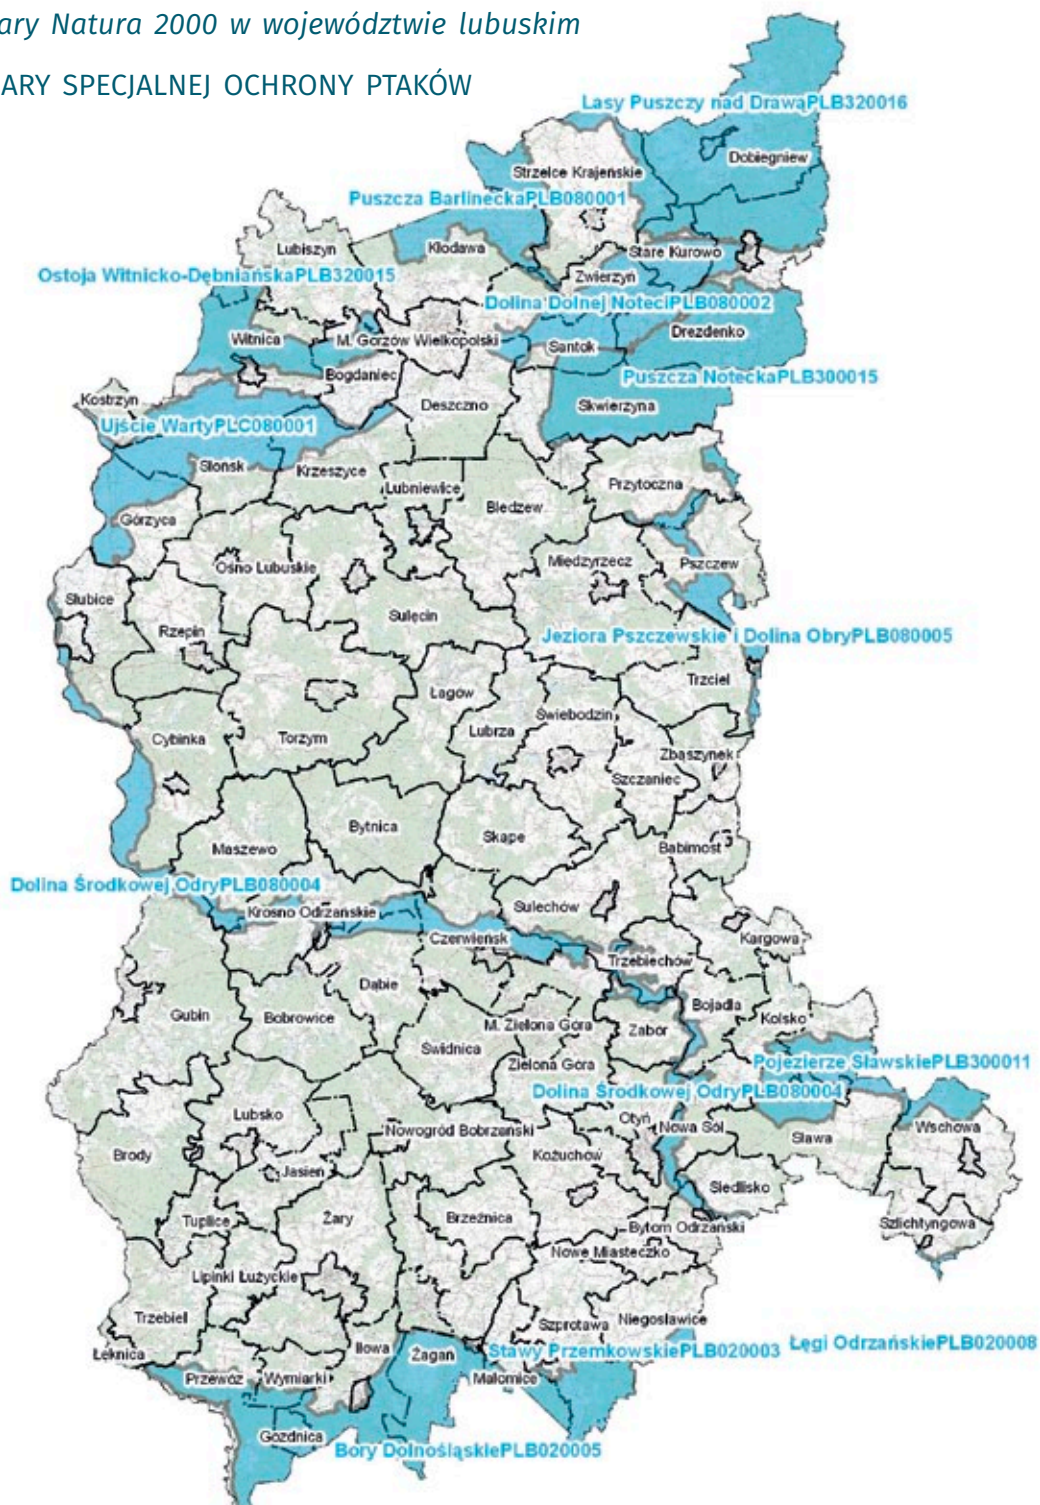 ary Natura 2000 w województwie lubuskim
ARY SPECJALNEJ OCHRONY PTAKÓW
Lasy Puszczy nad DrawąPLB320016
Dobiegniew
Strzelce Krajeńskie
Puszcza BarlineckaPLB080001
Lubiszyn
Kłodawa
Stare Kurowo
Ostoja Witnicko-DębniańskaPLB320015
Zwierzyń
Dolina Dolnej NoteciPLB080002
Witnica
M. Gorzów Wielkopolski
Santok
Drezdenko
Bogdaniec
Puszcza NoteckaPLB300015
Kostrzyn
Deszczno
Skwierzyna
Ujście WartyPLC080001
Słońsk
Krzeszyce
Lubniewice
Przytoczna
Bledzew
Górzyca
Ośno Lubuskie
Międzyrzecz
Pszczew
Słubice
Sulęcin
Rzepin
Jeziora Pszczewskie i Dolina ObryPLB080005
Łagów
Trzciel
Świebodzin
Cybinka
Torzym
Lubrza
Zbąszynek
Szczaniec
Bytnica
Skąpe
Maszewo
Babimost
Dolina Środkowej OdryPLB080004
Krosno Odrzańskie
Sulechów
Czerwieńsk
Kargowa
Trzebiechów
Dąbie
Bojadła
Gubin
Bobrowice
M. Zielona Góra
Zabór
Kolsko
Świdnica
Zielona Góra
Pojezierze SławskiePLB300011
Dolina Środkowej OdryPLB080004
Lubsko
Otyń
Nowa Sól
Nowogród Bobrzański
Sława
Wschowa
Brody
Kożuchów
Jasień
Siedlisko
Tuplice
Żary
Brzeźnica
Bytom Odrzański
Szlichtyngowa
Nowe Miasteczko
Lipinki Łużyckie
Trzebiel
Szprotawa
Niegosławice
Łęknica
Iłowa
Żagań
Stawy PrzemkowskiePLB020003
Łęgi OdrzańskiePLB020008
Przewóz
Wymiarki
Małomice
Gozdnica
Bory DolnośląskiePLB020005